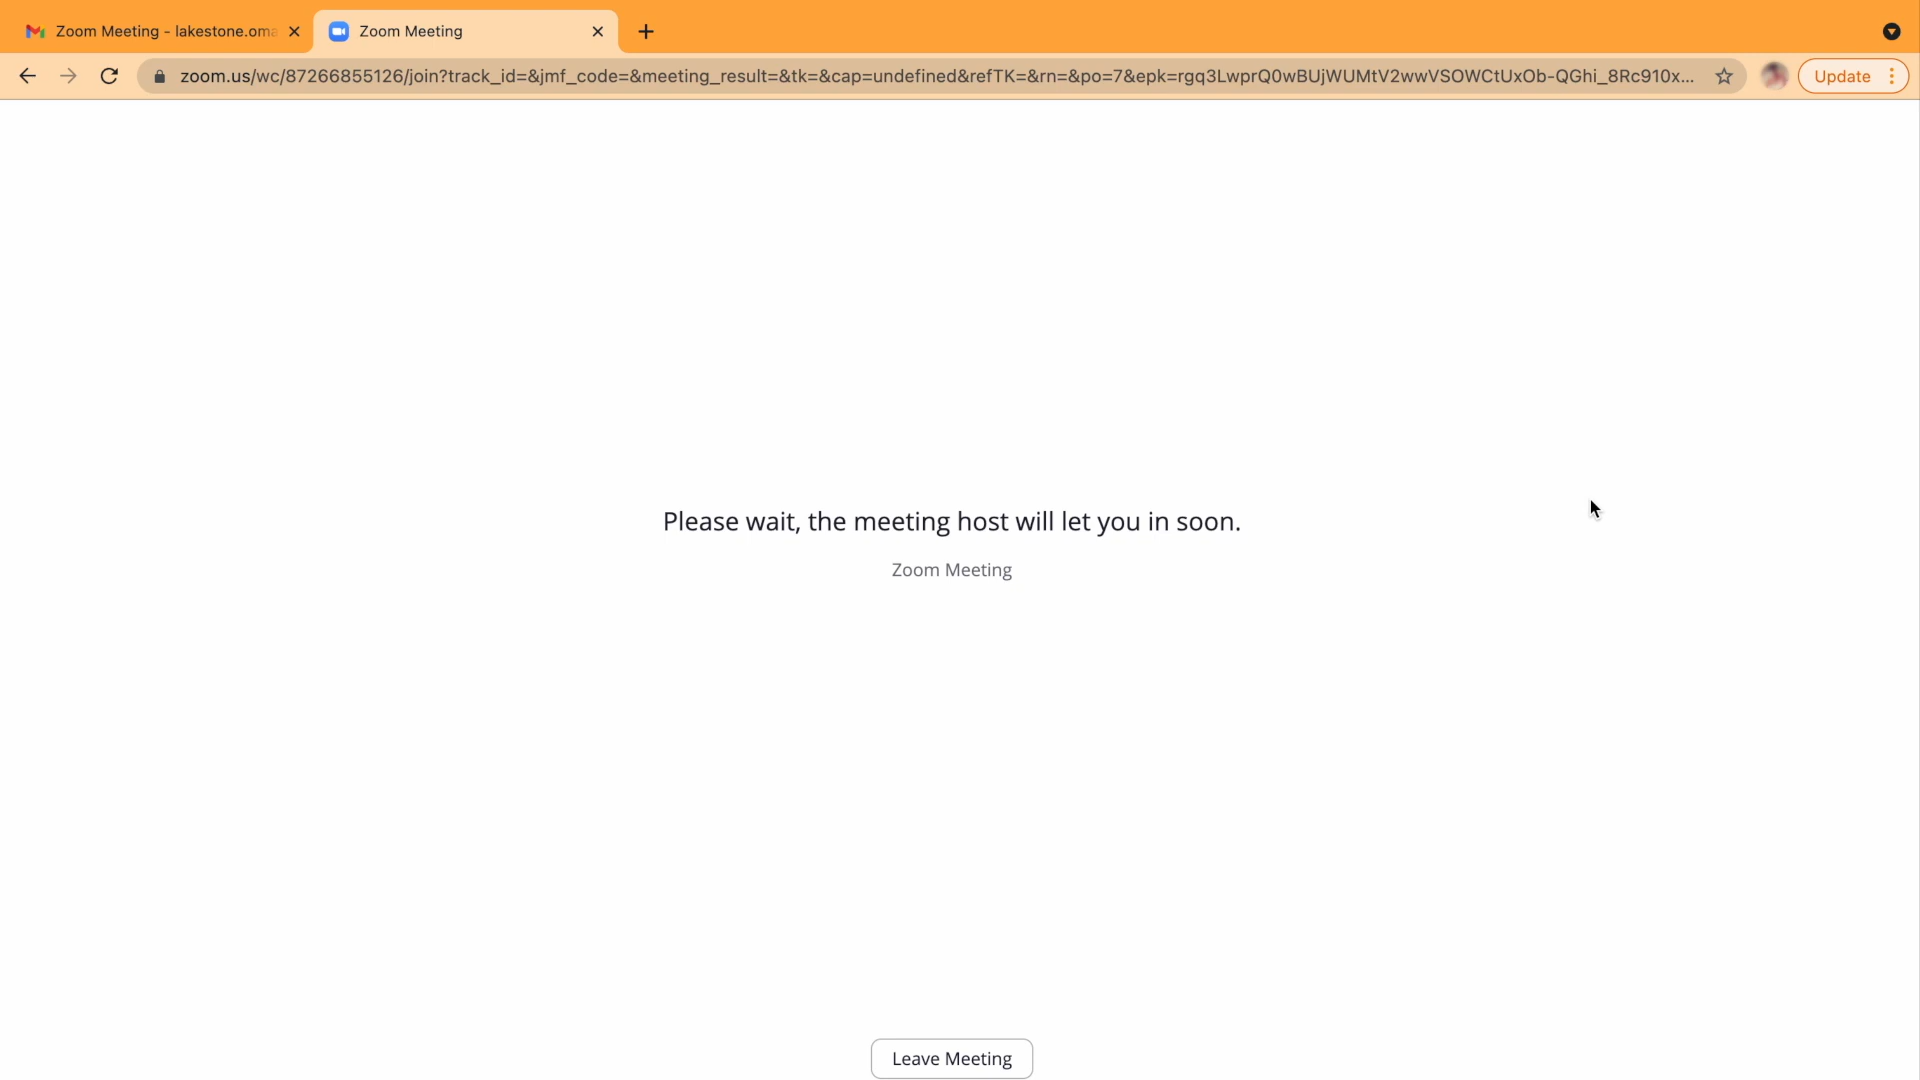 Zoom Meeting - lakestone.oma
Zoom Meeting
zoom.us/wc/87266855126/join?track_id=&jmf_code=&meeting_result=&tk=&cap=undefined&refTK=&rn=&po=7&epk=rgq3LwprQ0wBUjWUMtV2wwVSOWCtUxOb-QGhi_8Rc910x...
Update
Please wait, the meeting host will let you in soon.
Zoom Meeting
Leave Meeting